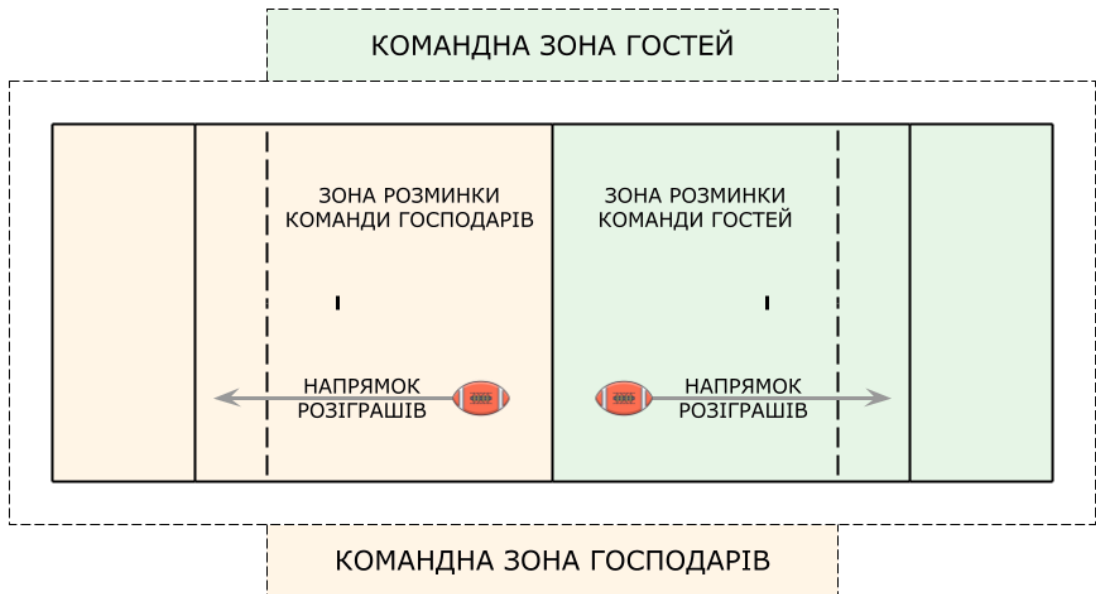 КОМАНДНА ЗОНА ГОСТЕЙ
ЗОНА РОЗМИНКИ
КОМАНДИ ГОСПОДАРІВ
ЗОНА РОЗМИНКИ
КОМАНДИ ГОСТЕЙ
НАПРЯМОК
РОЗІГРАШІВ
НАПРЯМОК
РОЗІГРАШІВ
КОМАНДНА ЗОНА ГОСПОДАРІВ